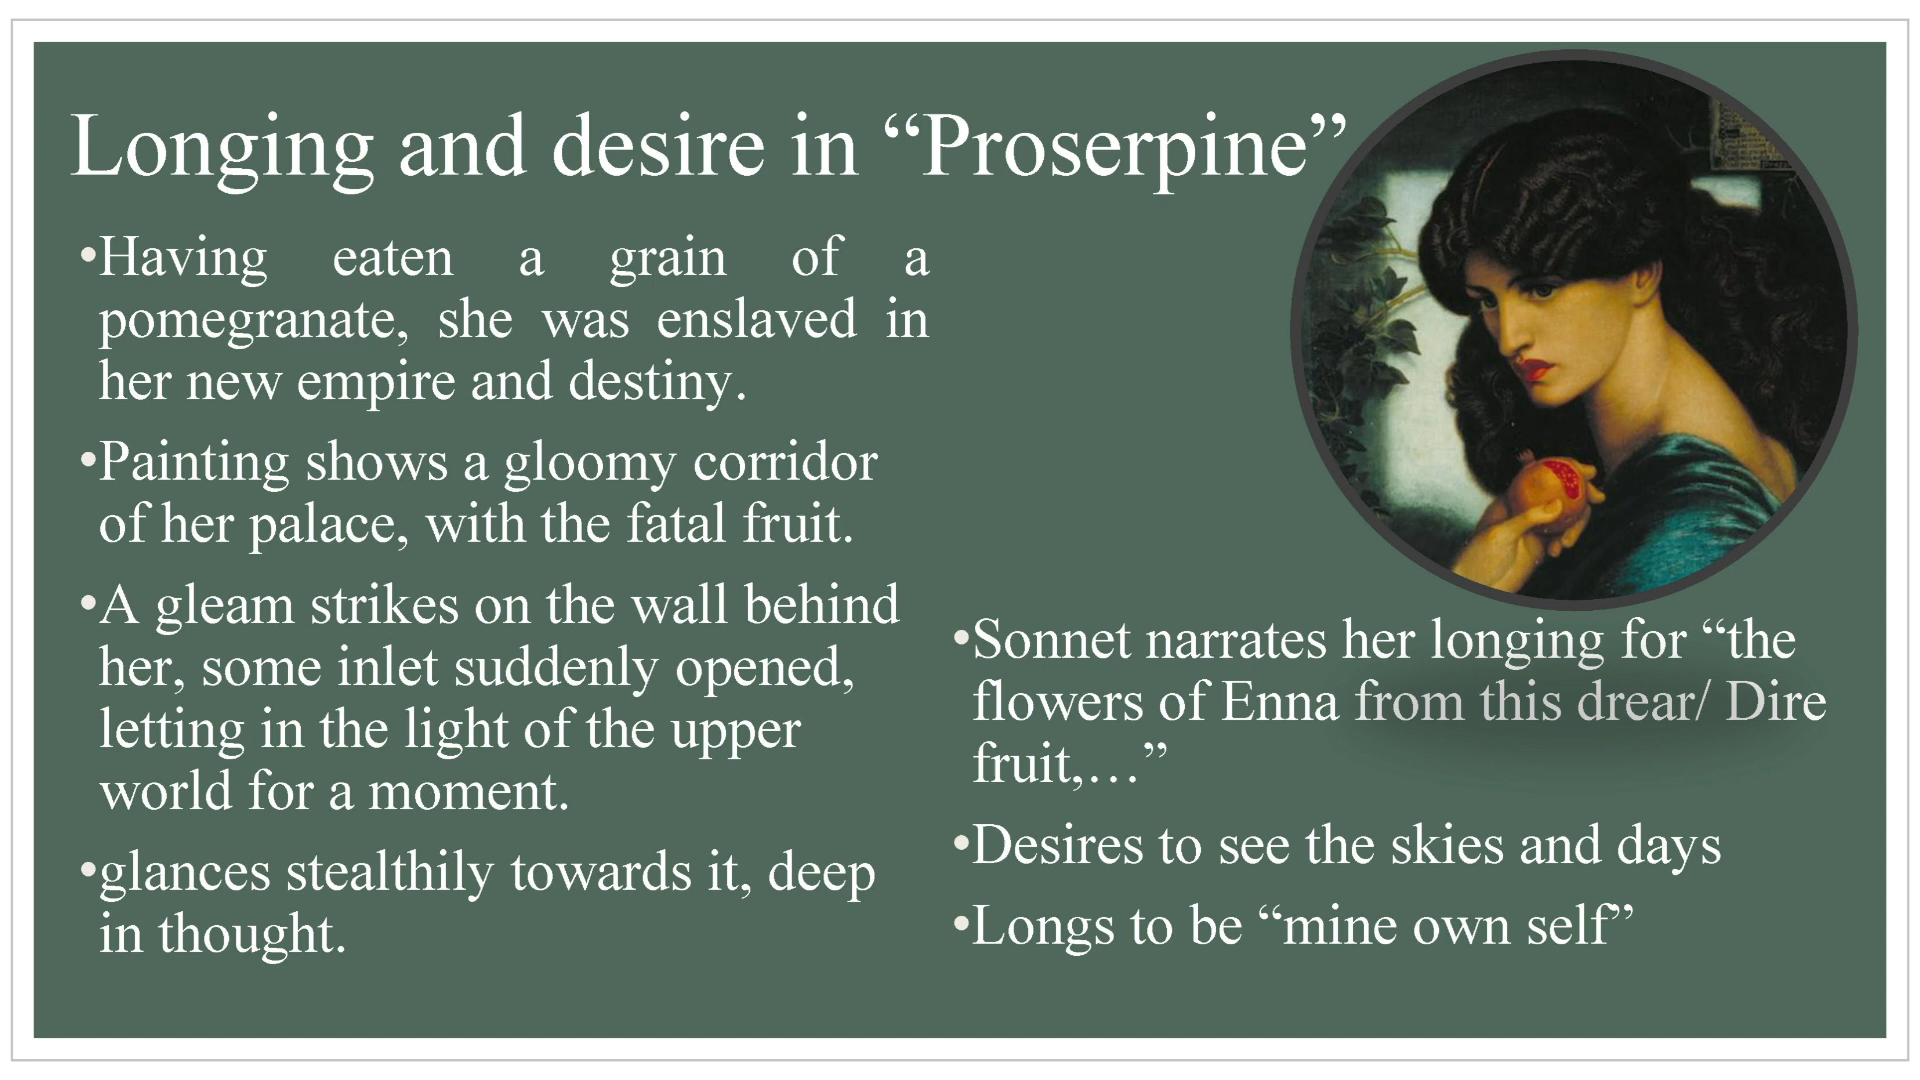 Longing and desire in “Proserpine”
•Having eaten a grain of a
pomegranate, she was enslaved in
her new empire and destiny.
•Painting shows a gloomy corridor
of her palace, with the fatal fruit.
•A gleam strikes on the wall behind
her, some inlet suddenly opened,
letting in the light of the upper
world for a moment.
•glances stealthily towards it, deep
in thought.
•Sonnet narrates her longing for “the
flowers of Enna from this drear/ Dire
fruit,…”
•Desires to see the skies and days
•Longs to be “mine own self”